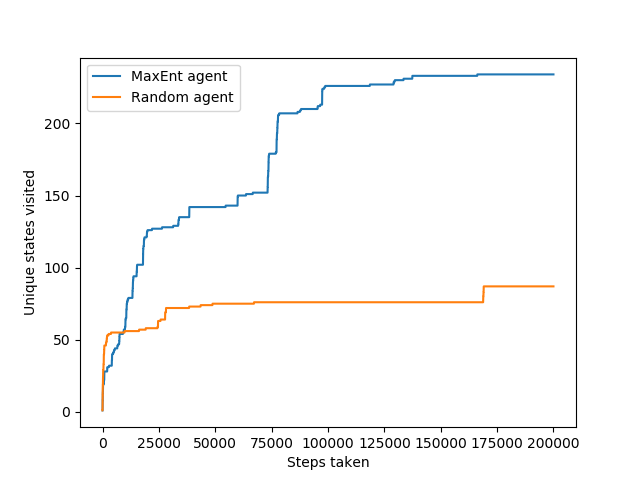 MaxEnt agent
Random agent
Unique states visited
200
150
100
50
0
0 25000 50000 75000 100000 125000 150000 175000 200000
Steps taken